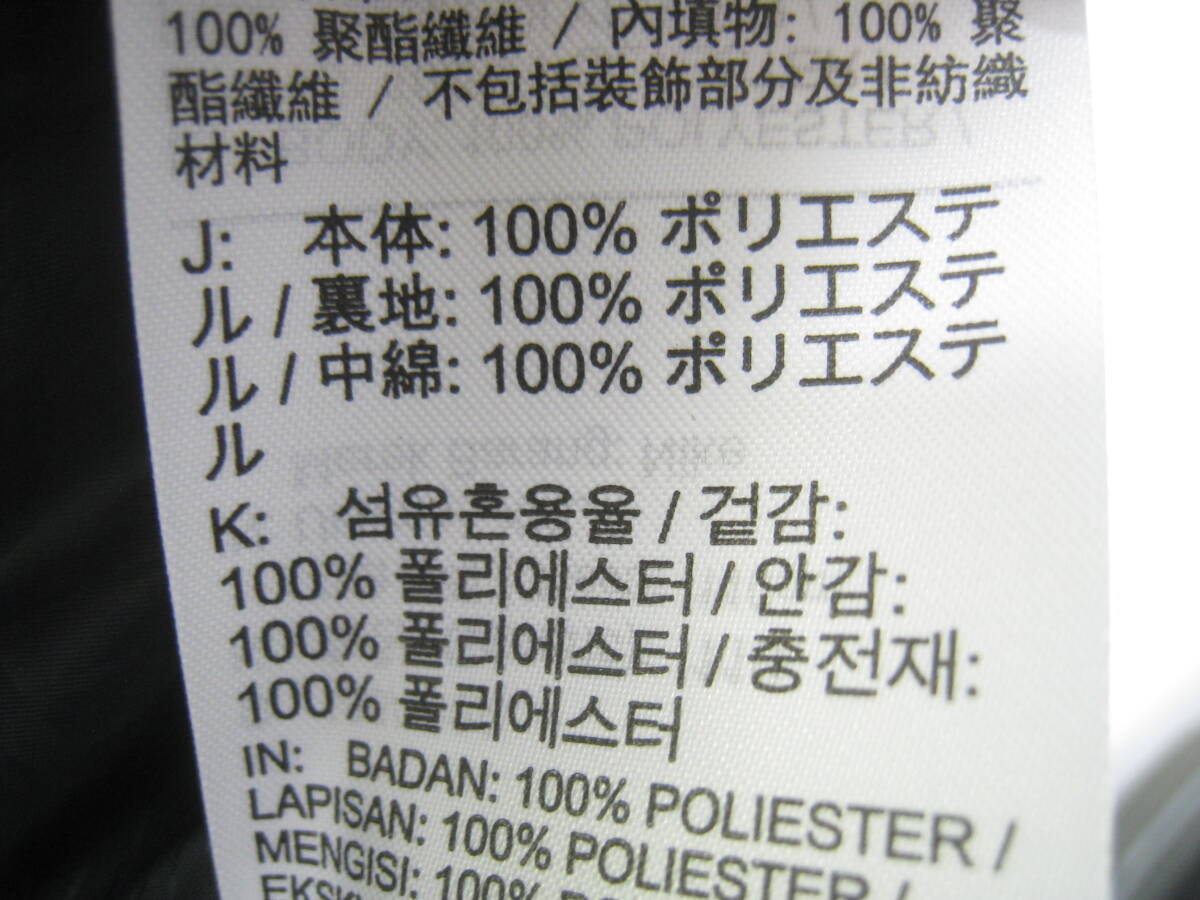 100% 聚酯纖維 / 內填物: 100% 聚
酯纖維 / 不包括裝飾部分及非紡織
材料
J: 本体: 100% ポリエステ
ル / 裏地: 100% ポリエステ
ル / 中綿: 100% ポリエステ
ル
K: 섬유혼용율 / 겉감:
100% 폴리에스터 / 안감:
100% 폴리에스터 / 충전재:
100% 폴리에스터
IN: BADAN: 100% POLIESTER /
LAPISAN: 100% POLIESTER /
MENGISI: 100%